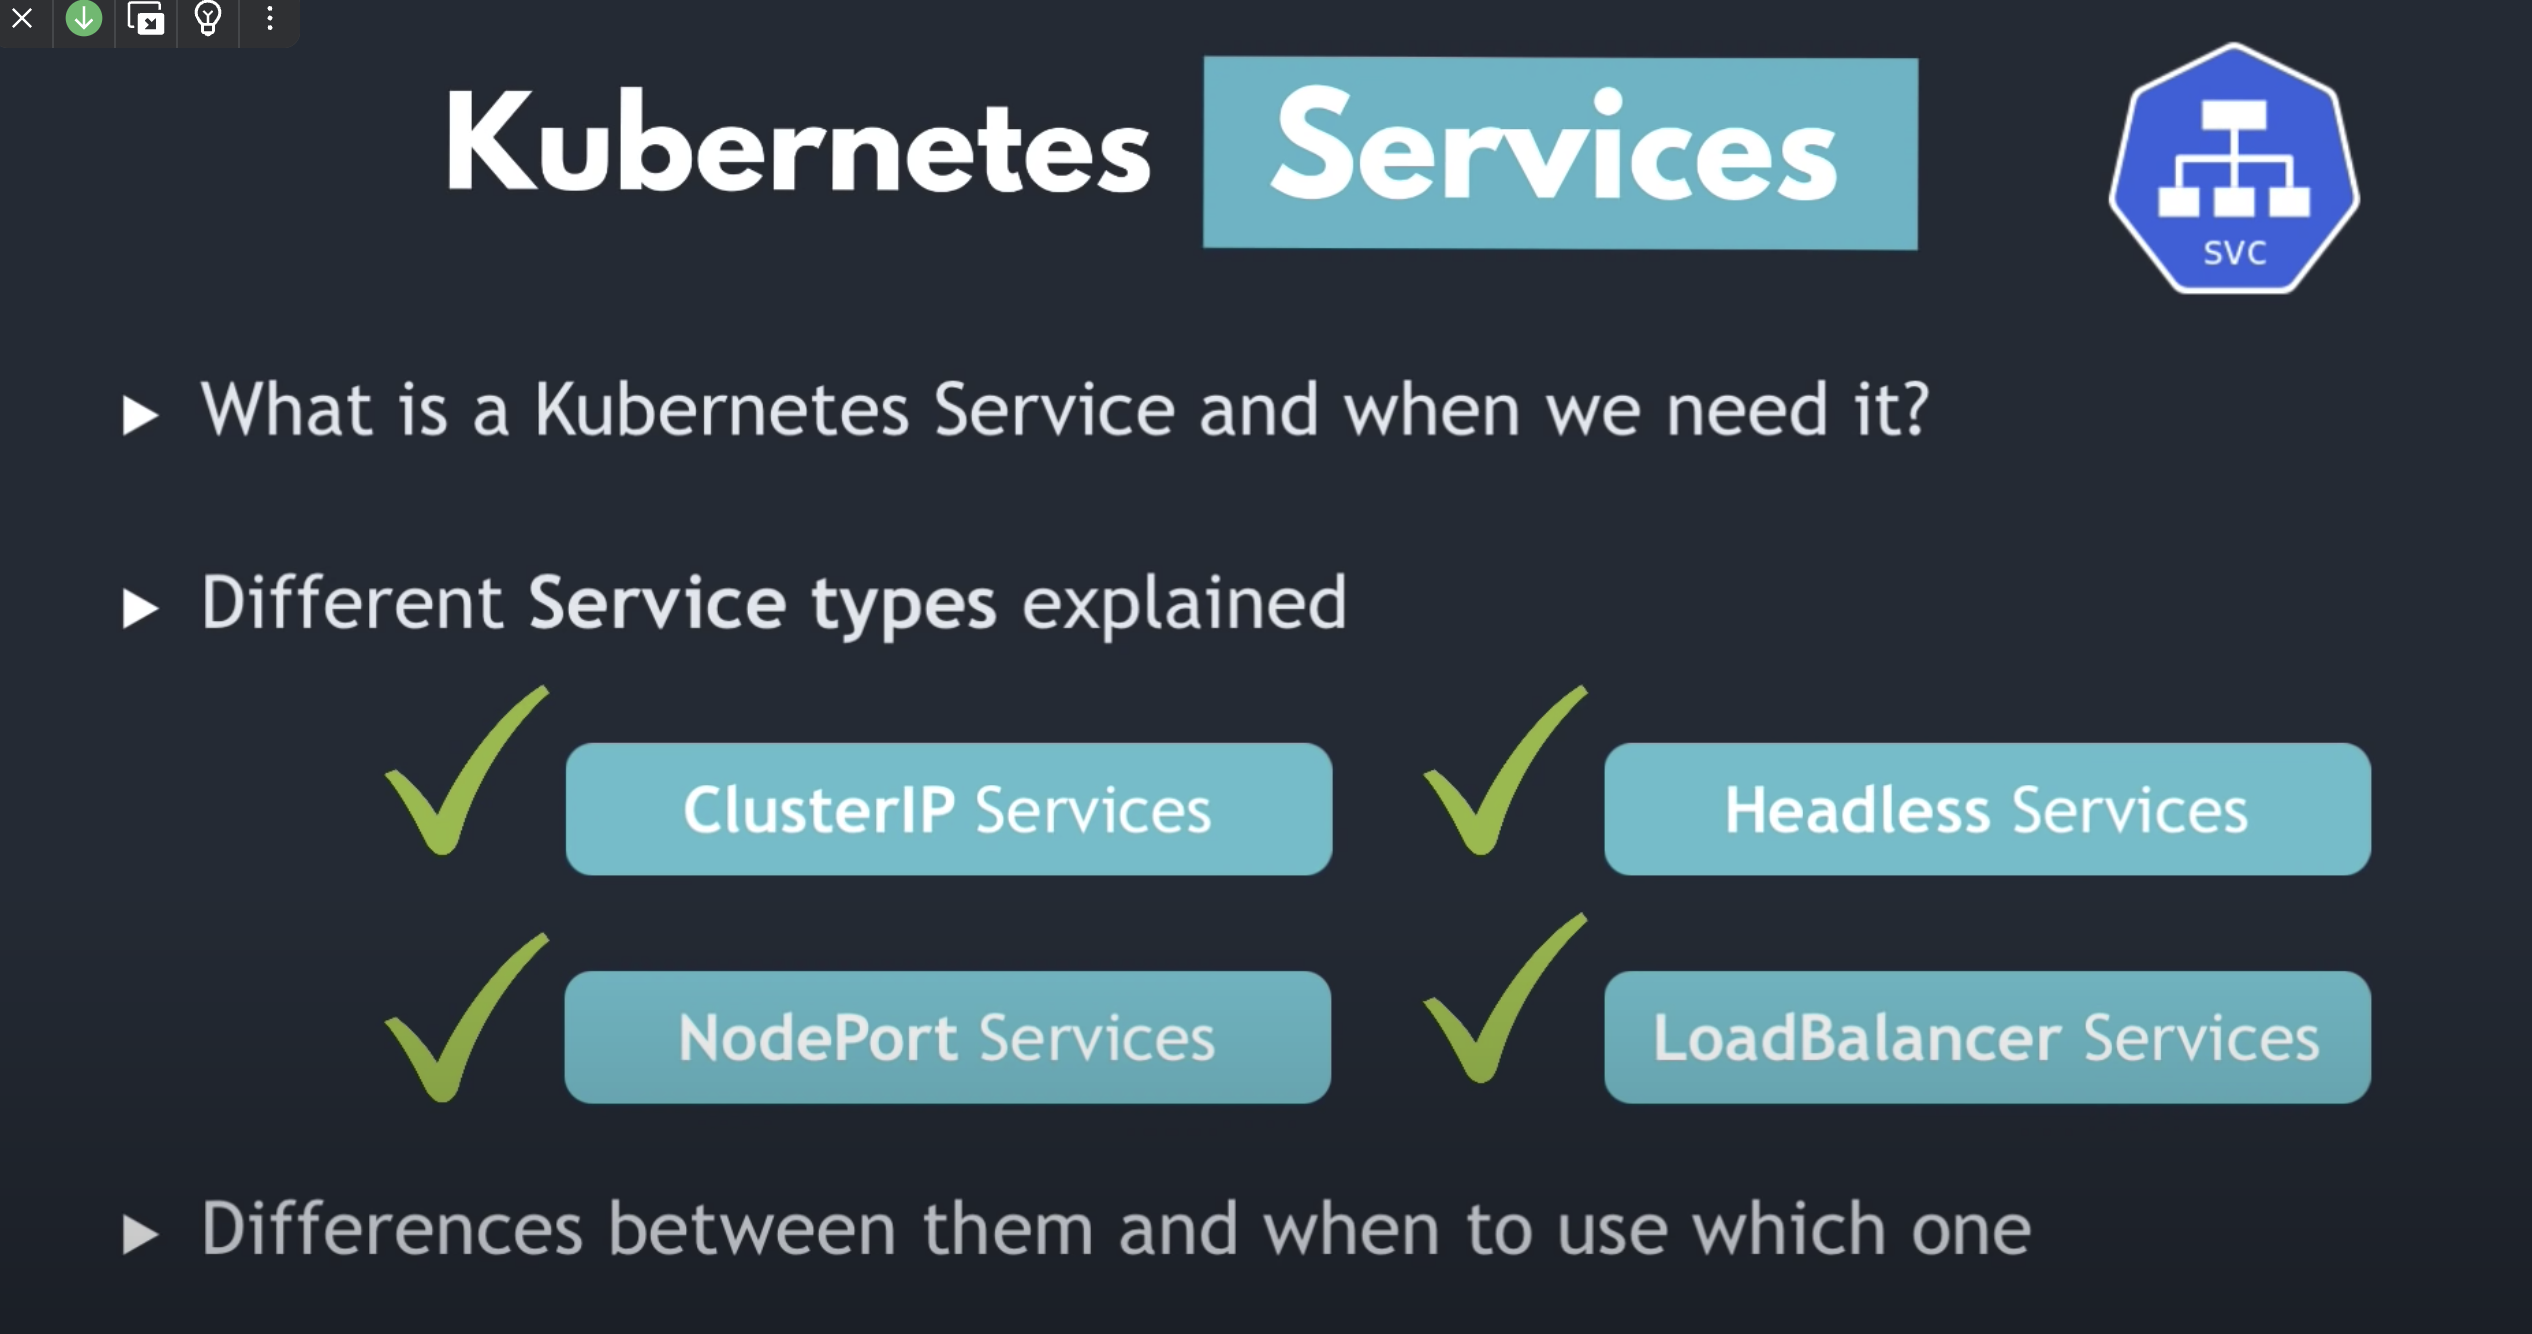 Kubernetes Services
svc
What is a Kubernetes Service and when we need it?
Different Service types explained
ClusterIP Services
Headless Services
NodePort Services
LoadBalancer Services
Differences between them and when to use which one